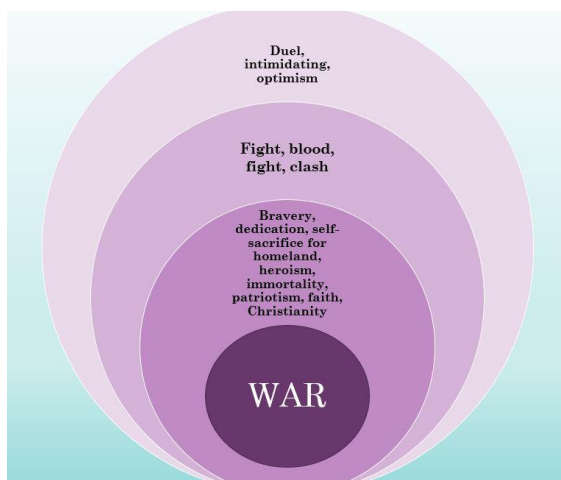 Duel,
intimidating,
optimism
Fight, blood,
fight, clash
Bravery,
dedication, self-
sacrifice for
homeland,
heroism,
immortality,
patriotism, faith,
Christianity
WAR